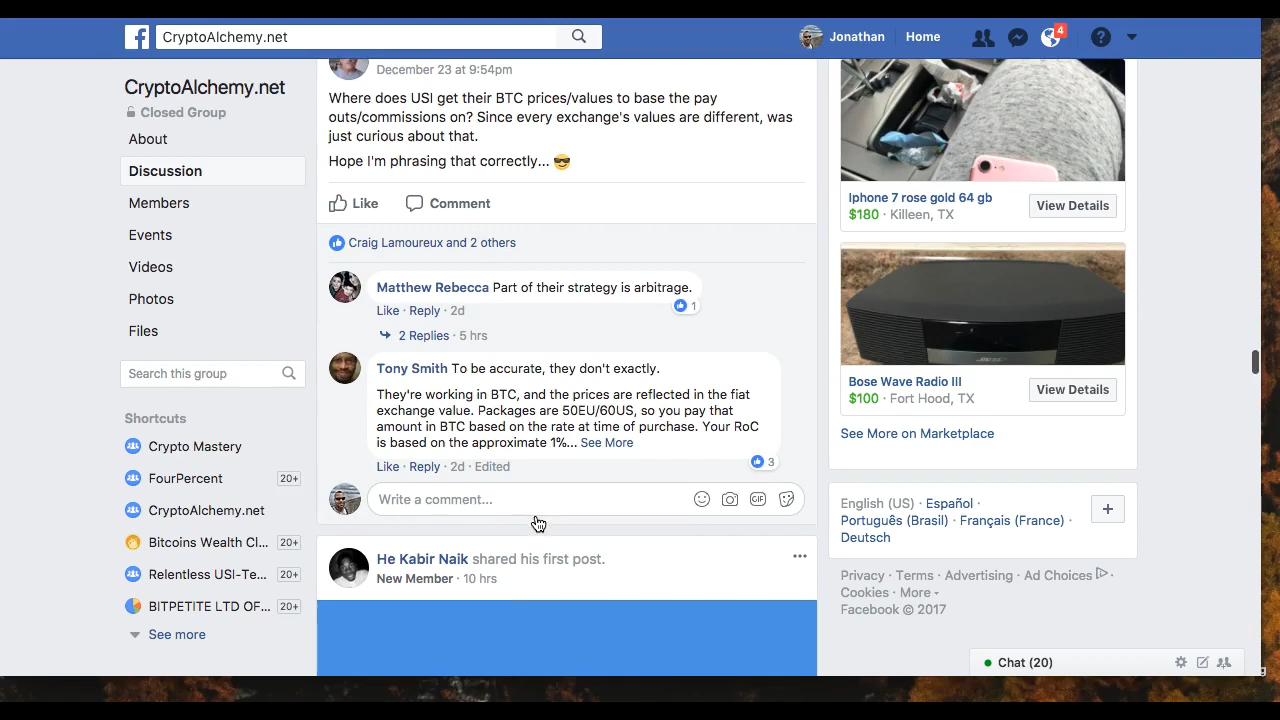 CryptoAlchemy.net
Jonathan
Home
4
CryptoAlchemy.net
Closed Group
About
Discussion
Members
Events
Videos
Photos
Files
Search this group
Shortcuts
Crypto Mastery
FourPercent 20+
CryptoAlchemy.net
Bitcoins Wealth Cl... 20+
Relentless USI-Te... 20+
BITPETITE LTD OF... 20+
See more
December 23 at 9:54pm
Where does USI get their BTC prices/values to base the pay
outs/commissions on? Since every exchange's values are different, was
just curious about that.
Hope I'm phrasing that correctly... 😎
Like Comment
Craig Lamoureux and 2 others
Matthew Rebecca Part of their strategy is arbitrage.
1
Like · Reply · 2d
2 Replies · 5 hrs
Tony Smith To be accurate, they don't exactly.
They're working in BTC, and the prices are reflected in the fiat
exchange value. Packages are 50EU/60US, so you pay that
amount in BTC based on the rate at time of purchase. Your RoC
is based on the approximate 1%... See More
3
Like · Reply · 2d · Edited
Write a comment...
GIF
He Kabir Naik shared his first post.
New Member · 10 hrs
Iphone 7 rose gold 64 gb
$180 · Killeen, TX
View Details
BOSE
Bose Wave Radio III
$100 · Fort Hood, TX
View Details
See More on Marketplace
English (US) · Español ·
Português (Brasil) · Français (France) ·
Deutsch
Privacy · Terms · Advertising · Ad Choices ·
Cookies · More
Facebook © 2017
Chat (20)